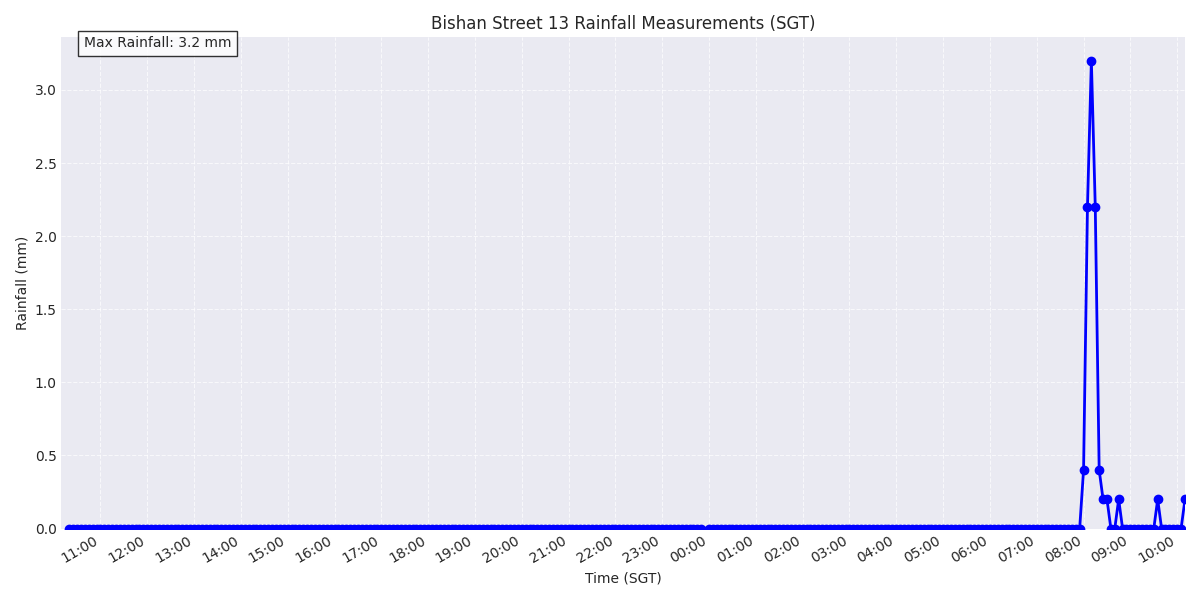 Bishan Street 13 Rainfall Measurements (SGT)
Max Rainfall: 3.2 mm
Rainfall (mm)
3.0
2.5
2.0
1.5
1.0
0.5
0.0
11:00 12:00 13:00 14:00 15:00 16:00 17:00 18:00 19:00 20:00 21:00 22:00 23:00 00:00 01:00 02:00 03:00 04:00 05:00 06:00 07:00 08:00 09:00 10:00
Time (SGT)